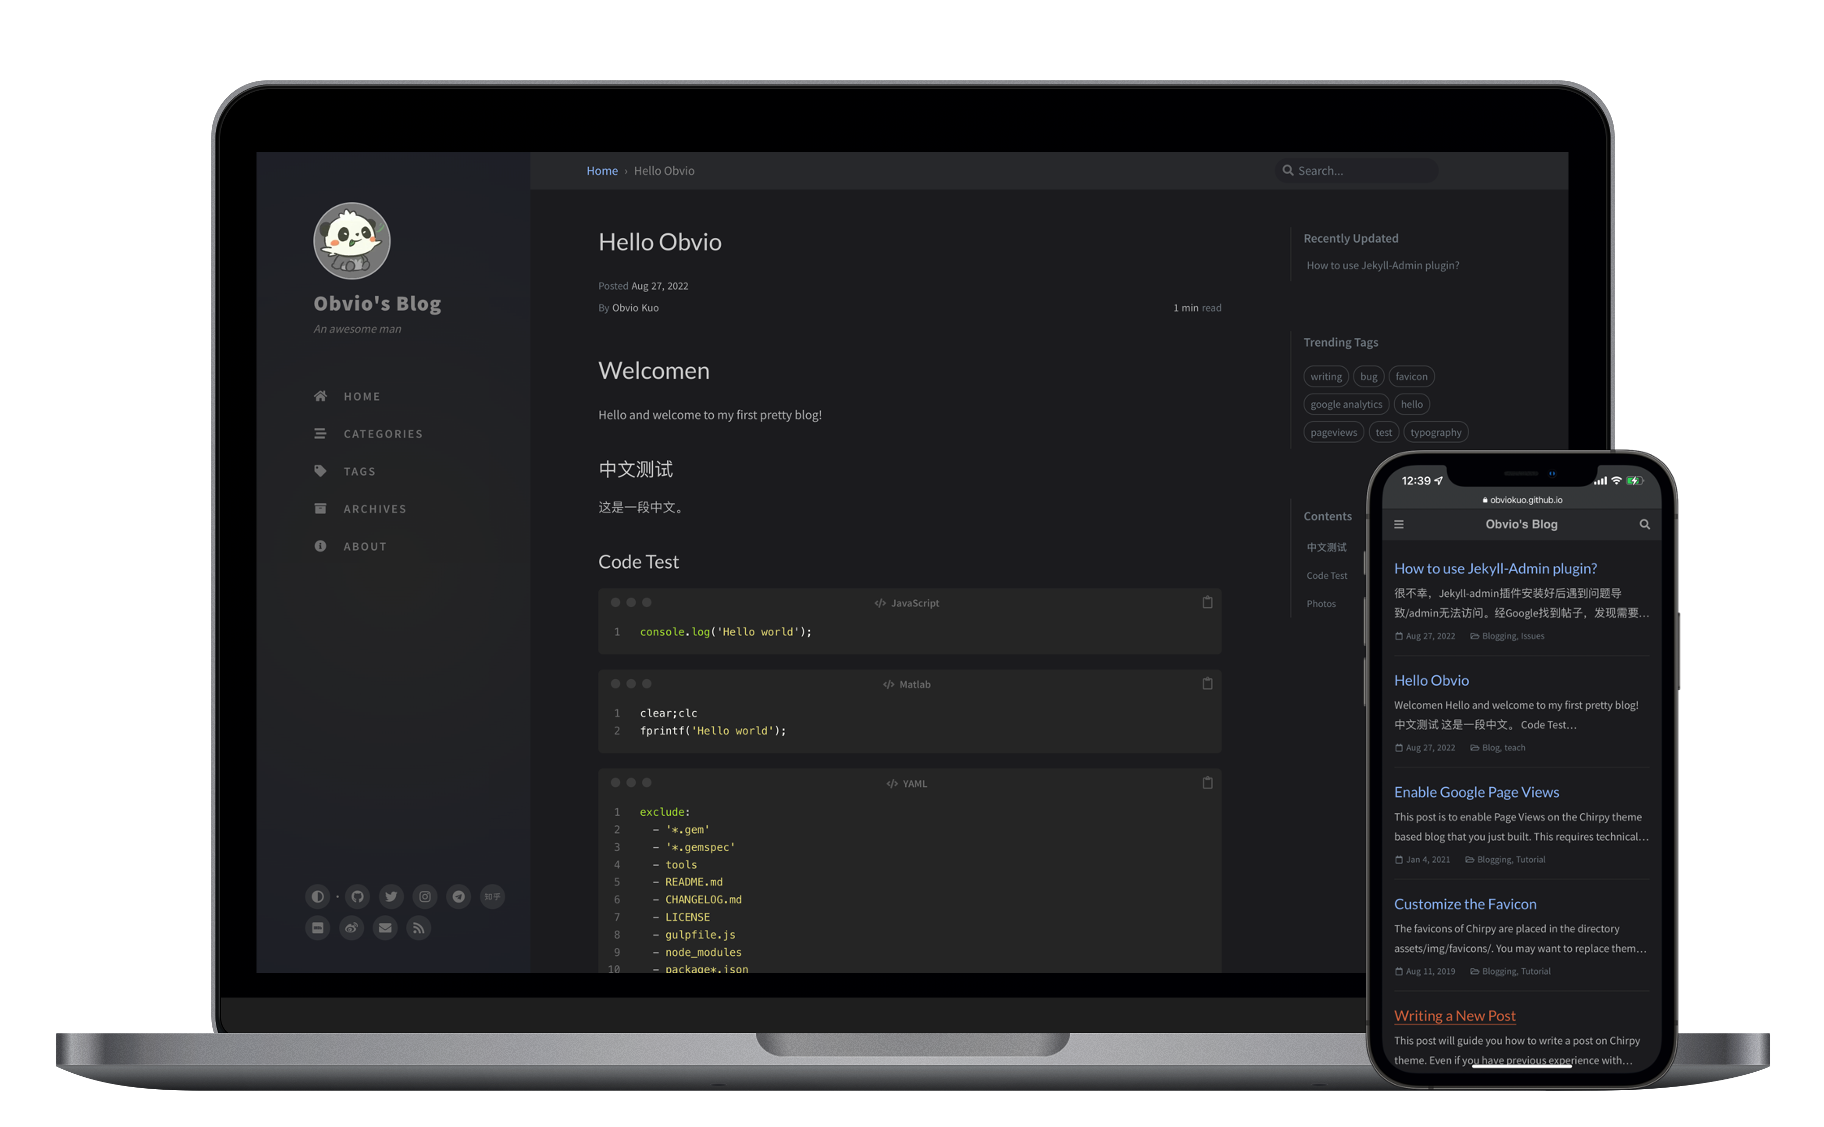 Obvio's Blog
An awesome man
HOME
CATEGORIES
TAGS
ARCHIVES
ABOUT
知乎
Home › Hello Obvio
Search...
Hello Obvio
Posted Aug 27, 2022
By Obvio Kuo
1 min read
Welcomen
Hello and welcome to my first pretty blog!
中文测试
这是一段中文。
Code Test
</> JavaScript
1 console.log('Hello world');
</> Matlab
1 clear;clc
2 fprintf('Hello world');
</> YAML
1 exclude:
2 - '*.gem'
3 - '*.gemspec'
4 - tools
5 - README.md
6 - CHANGELOG.md
7 - LICENSE
8 - gulpfile.js
9 - node_modules
10 - package*.json
Recently Updated
How to use Jekyll-Admin plugin?
Trending Tags
writing bug favicon
google analytics hello
pageviews test typography
Contents
中文测试
Code Test
Photos
12:39
obviokuo.github.io
Obvio's Blog
How to use Jekyll-Admin plugin?
很不幸，Jekyll-admin插件安装好后遇到问题导
致/admin无法访问。经Google找到帖子，发现需要…
Aug 27, 2022 Blogging, Issues
Hello Obvio
Welcomen Hello and welcome to my first pretty blog!
中文测试 这是一段中文。 Code Test…
Aug 27, 2022 Blog, teach
Enable Google Page Views
This post is to enable Page Views on the Chirpy theme
based blog that you just built. This requires technical…
Jan 4, 2021 Blogging, Tutorial
Customize the Favicon
The favicons of Chirpy are placed in the directory
assets/img/favicons/. You may want to replace them…
Aug 11, 2019 Blogging, Tutorial
Writing a New Post
This post will guide you how to write a post on Chirpy
theme. Even if you have previous experience with…